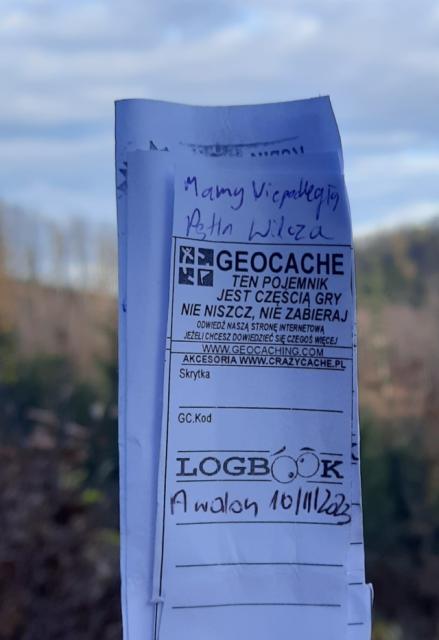 Mamy Niepodległą
Pętla Wilcza
GEOCACHE
TEN POJEMNIK
JEST CZĘŚCIĄ GRY
NIE NISZCZ, NIE ZABIERAJ
ODWIEDŹ NASZĄ STRONĘ INTERNETOWĄ
JEŻELI CHCESZ DOWIEDZIEĆ SIĘ CZEGOŚ WIĘCEJ
WWW.GEOCACHING.COM
AKCESORIA WWW.CRAZYCACHE.PL
Skrytka
GC.Kod
LOGBOOK
Awalon 10/11/2023